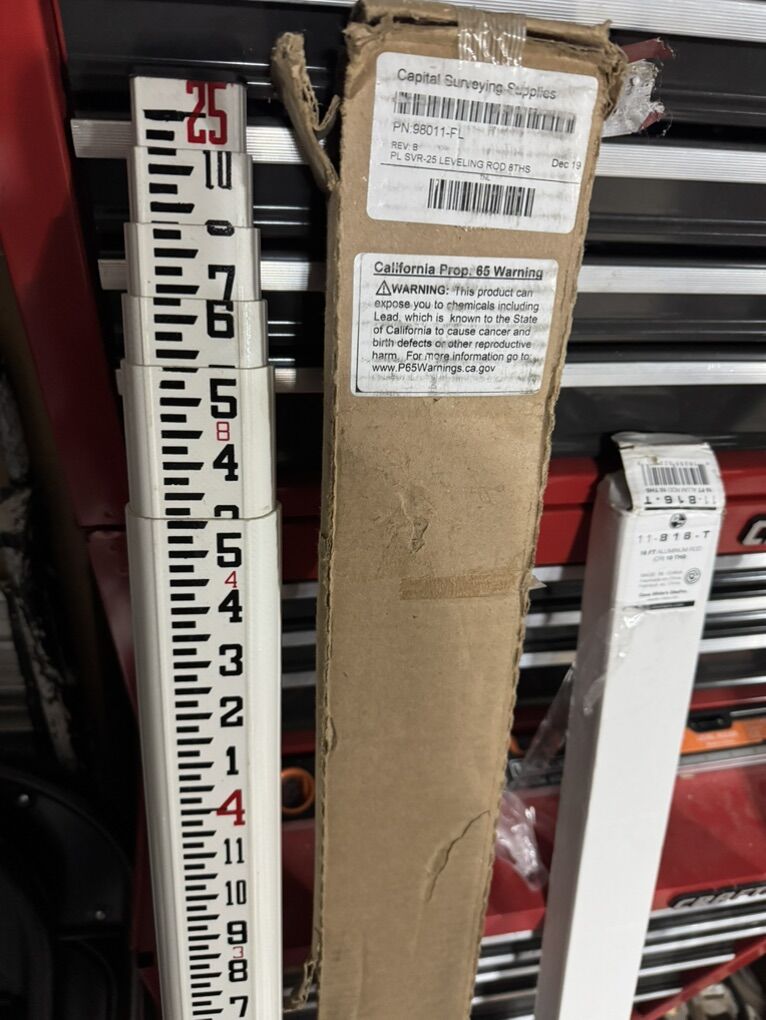 25
10
7
6
5
8
4
5
4
4
3
2
1
4
11
10
9
3
8
7
Capital Surveying Supplies
PN:98011-FL
REV: B
PL SVR-25 LEVELING ROD 8THS
Dec 19
California Prop. 65 Warning
⚠WARNING: This product can
expose you to chemicals including
Lead, which is known to the State
of California to cause cancer and
birth defects or other reproductive
harm. For more information go to:
www.P65Warnings.ca.gov
11-816-T
11-816-T
16 FT ALUMINUM ROD